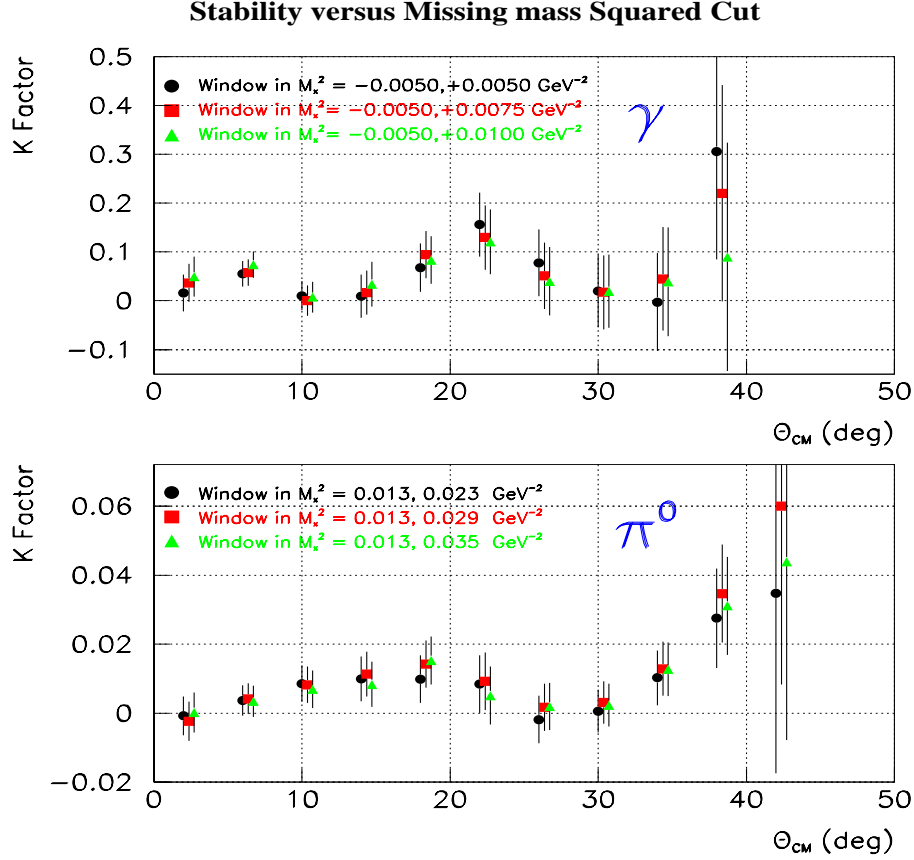 Stability versus Missing mass Squared Cut
K Factor
0.5
0.4
0.3
0.2
0.1
0
−0.1
Window in Mₓ² = −0.0050,+0.0050 GeV⁻²
Window in Mₓ²= −0.0050,+0.0075 GeV⁻²
Window in Mₓ² = −0.0050,+0.0100 GeV⁻²
γ
0 10 20 30 40 50
Θ_CM (deg)
K Factor
0.06
0.04
0.02
0
−0.02
Window in Mₓ² = 0.013, 0.023 GeV⁻²
Window in Mₓ² = 0.013, 0.029 GeV⁻²
Window in Mₓ² = 0.013, 0.035 GeV⁻²
π⁰
0 10 20 30 40 50
Θ_CM (deg)